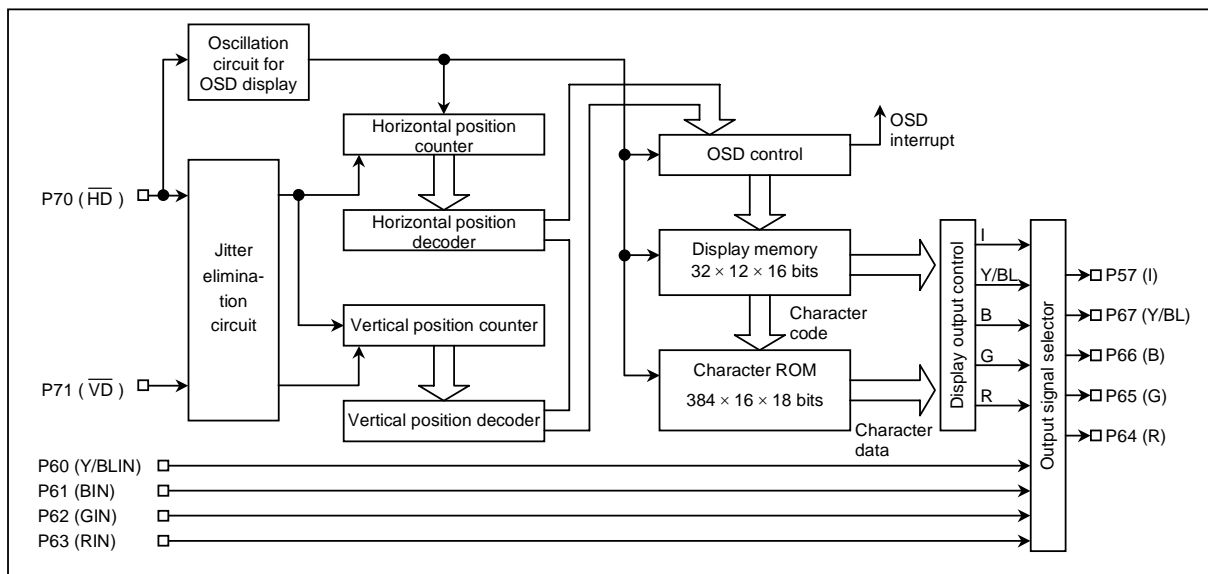 Oscillation
circuit for
OSD display
Horizontal position
counter
OSD
interrupt
OSD control
P70 ( H̅D̅ )
Horizontal position
decoder
Jitter
elimina-
tion
circuit
Display memory
32 × 12 × 16 bits
Character
code
Vertical position counter
P71 ( V̅D̅ )
Character ROM
384 × 16 × 18 bits
Vertical position decoder
Character
data
Display output control
I
Y/BL
B
G
R
Output signal selector
P57 (I)
P67 (Y/BL)
P66 (B)
P65 (G)
P64 (R)
P60 (Y/BLIN)
P61 (BIN)
P62 (GIN)
P63 (RIN)